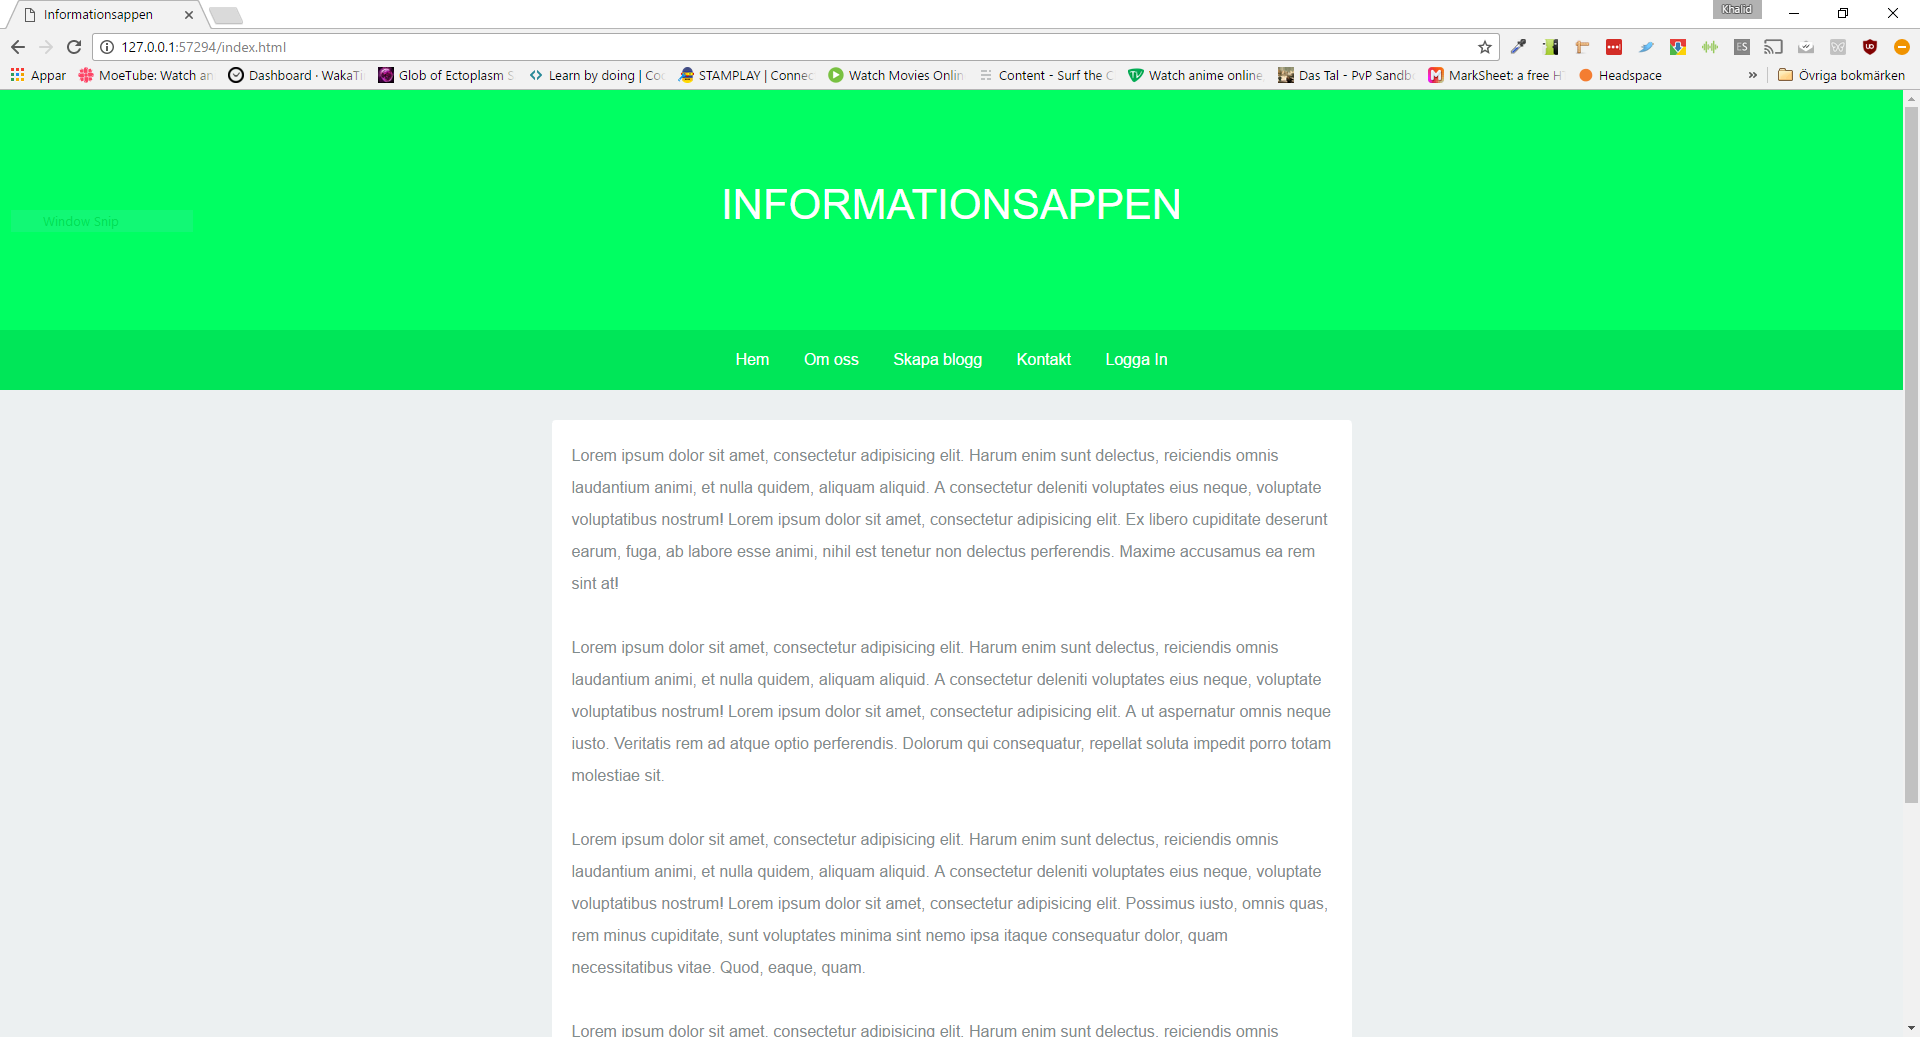 Informationsappen
Khalid
127.0.0.1:57294/index.html
Appar MoeTube: Watch an Dashboard · WakaTi Glob of Ectoplasm S Learn by doing | Co STAMPLAY | Connec Watch Movies Onlin Content - Surf the C Watch anime online Das Tal - PvP Sandb MarkSheet: a free H Headspace » Övriga bokmärken
INFORMATIONSAPPEN
Window Snip
Hem Om oss Skapa blogg Kontakt Logga In
Lorem ipsum dolor sit amet, consectetur adipisicing elit. Harum enim sunt delectus, reiciendis omnis
laudantium animi, et nulla quidem, aliquam aliquid. A consectetur deleniti voluptates eius neque, voluptate
voluptatibus nostrum! Lorem ipsum dolor sit amet, consectetur adipisicing elit. Ex libero cupiditate deserunt
earum, fuga, ab labore esse animi, nihil est tenetur non delectus perferendis. Maxime accusamus ea rem
sint at!
Lorem ipsum dolor sit amet, consectetur adipisicing elit. Harum enim sunt delectus, reiciendis omnis
laudantium animi, et nulla quidem, aliquam aliquid. A consectetur deleniti voluptates eius neque, voluptate
voluptatibus nostrum! Lorem ipsum dolor sit amet, consectetur adipisicing elit. A ut aspernatur omnis neque
iusto. Veritatis rem ad atque optio perferendis. Dolorum qui consequatur, repellat soluta impedit porro totam
molestiae sit.
Lorem ipsum dolor sit amet, consectetur adipisicing elit. Harum enim sunt delectus, reiciendis omnis
laudantium animi, et nulla quidem, aliquam aliquid. A consectetur deleniti voluptates eius neque, voluptate
voluptatibus nostrum! Lorem ipsum dolor sit amet, consectetur adipisicing elit. Possimus iusto, omnis quas,
rem minus cupiditate, sunt voluptates minima sint nemo ipsa itaque consequatur dolor, quam
necessitatibus vitae. Quod, eaque, quam.
Lorem ipsum dolor sit amet, consectetur adipisicing elit. Harum enim sunt delectus, reiciendis omnis